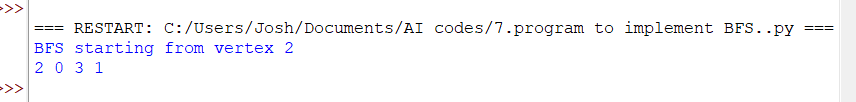 >>>
=== RESTART: C:/Users/Josh/Documents/AI codes/7.program to implement BFS..py ===
BFS starting from vertex 2
2 0 3 1
>>>